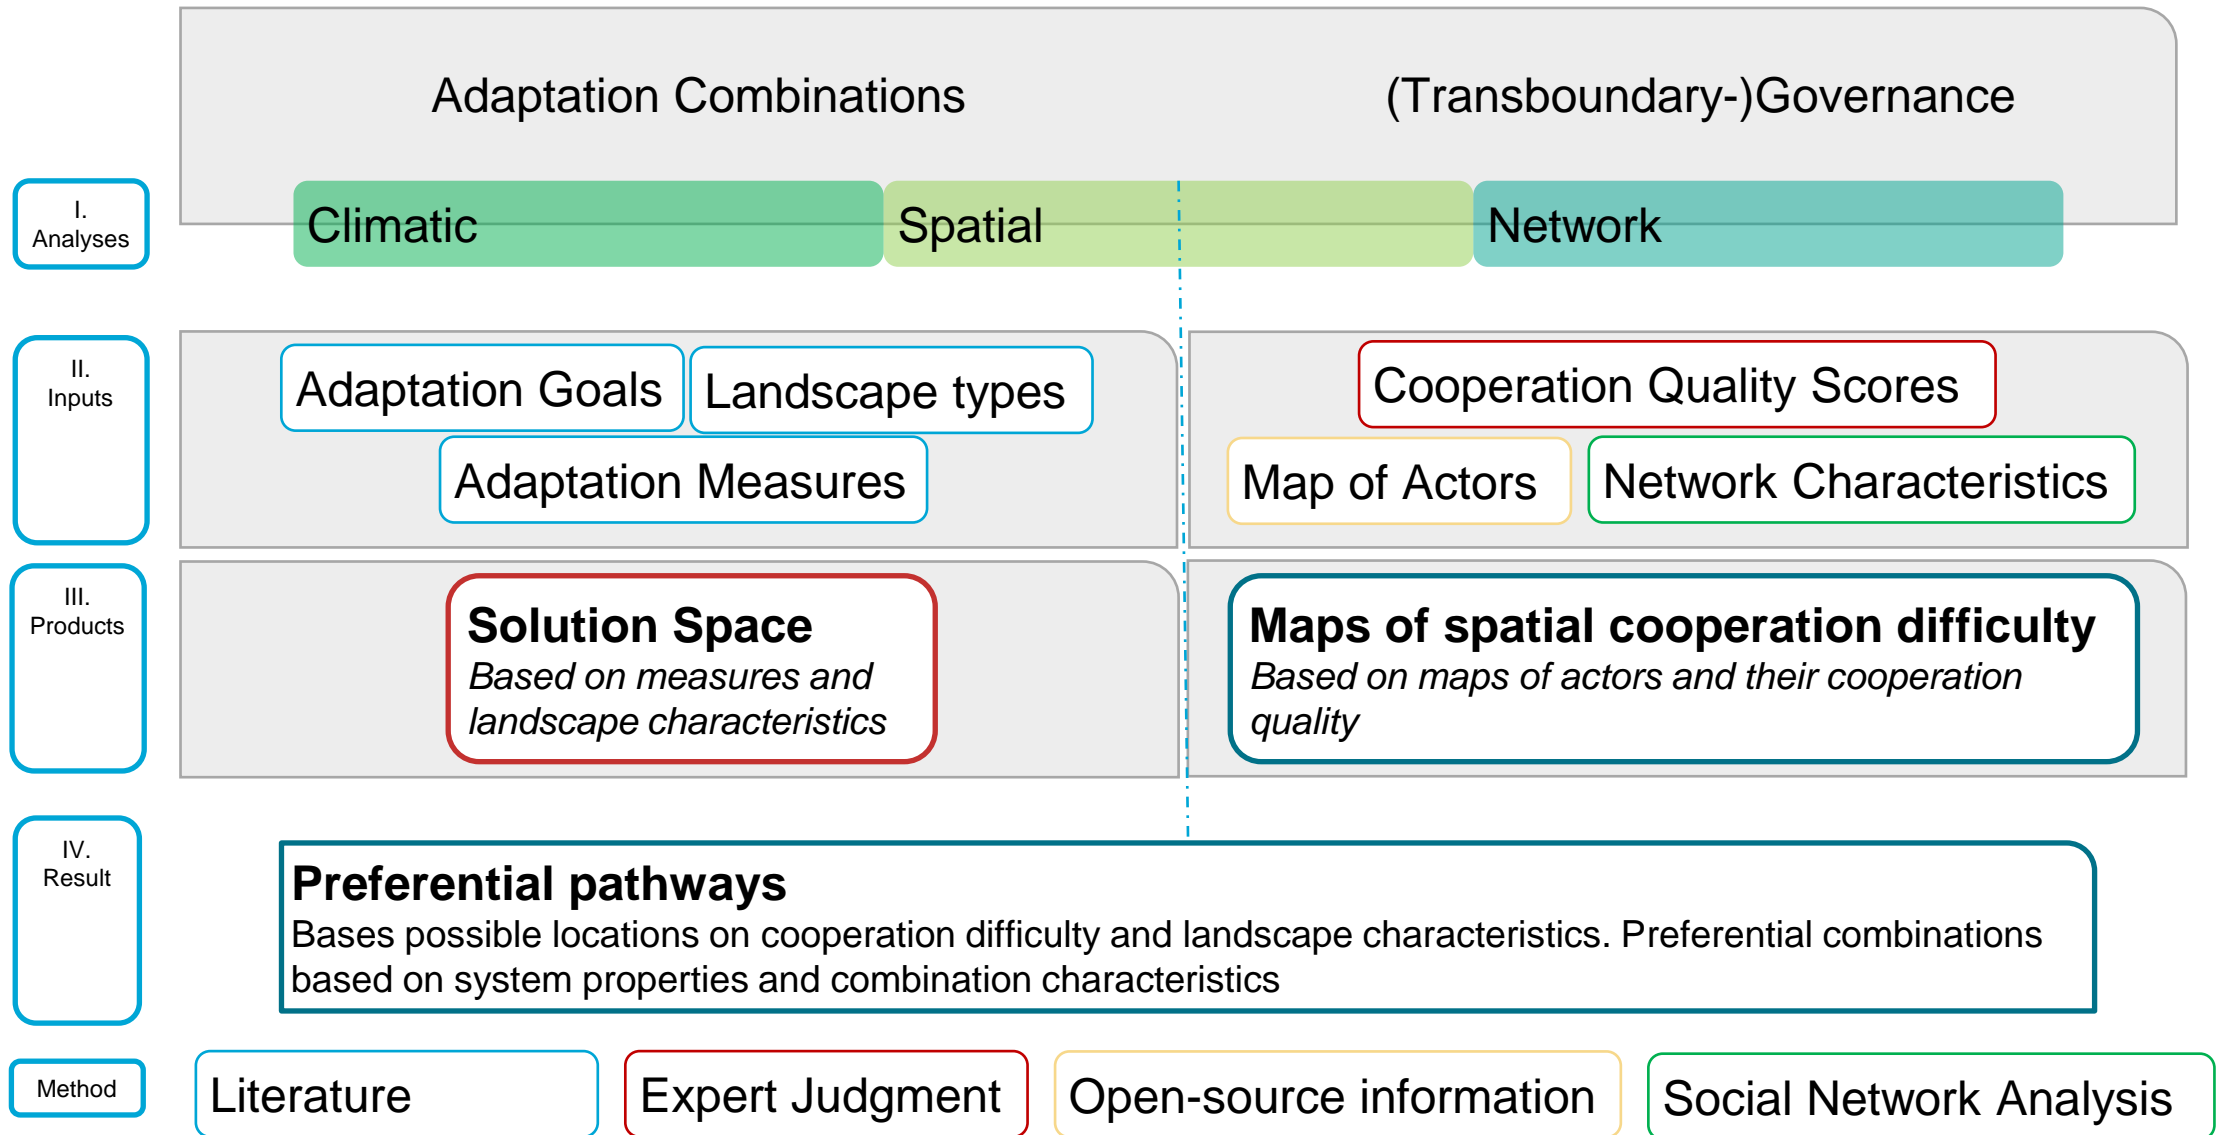 Adaptation Combinations
(Transboundary-)Governance
I.
Analyses
Climatic
Spatial
Network
II.
Inputs
Adaptation Goals
Landscape types
Adaptation Measures
Cooperation Quality Scores
Map of Actors
Network Characteristics
III.
Products
Solution Space
Based on measures and
landscape characteristics
Maps of spatial cooperation difficulty
Based on maps of actors and their cooperation
quality
IV.
Result
Preferential pathways
Bases possible locations on cooperation difficulty and landscape characteristics. Preferential combinations
based on system properties and combination characteristics
Method
Literature
Expert Judgment
Open-source information
Social Network Analysis